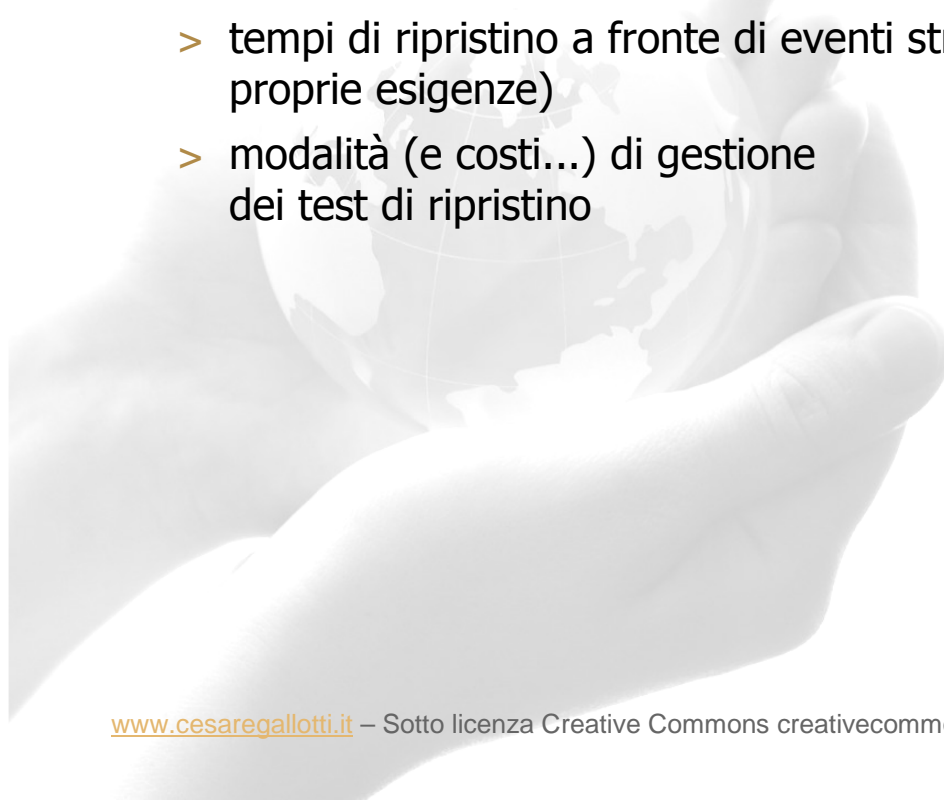 > tempi di ripristino a fronte di eventi
proprie esigenze)
> modalità (e costi...) di gestione
dei test di ripristino
www.cesaregallotti.it – Sotto licenza Creative Commons